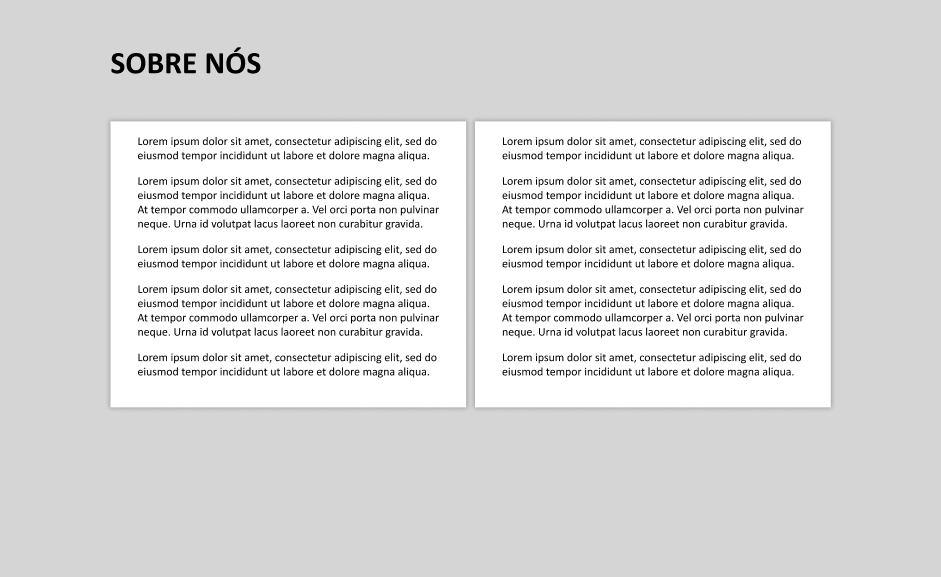 SOBRE NÓS
Lorem ipsum dolor sit amet, consectetur adipiscing elit, sed do
eiusmod tempor incididunt ut labore et dolore magna aliqua.
Lorem ipsum dolor sit amet, consectetur adipiscing elit, sed do
eiusmod tempor incididunt ut labore et dolore magna aliqua.
At tempor commodo ullamcorper a. Vel orci porta non pulvinar
neque. Urna id volutpat lacus laoreet non curabitur gravida.
Lorem ipsum dolor sit amet, consectetur adipiscing elit, sed do
eiusmod tempor incididunt ut labore et dolore magna aliqua.
Lorem ipsum dolor sit amet, consectetur adipiscing elit, sed do
eiusmod tempor incididunt ut labore et dolore magna aliqua.
At tempor commodo ullamcorper a. Vel orci porta non pulvinar
neque. Urna id volutpat lacus laoreet non curabitur gravida.
Lorem ipsum dolor sit amet, consectetur adipiscing elit, sed do
eiusmod tempor incididunt ut labore et dolore magna aliqua.
Lorem ipsum dolor sit amet, consectetur adipiscing elit, sed do
eiusmod tempor incididunt ut labore et dolore magna aliqua.
Lorem ipsum dolor sit amet, consectetur adipiscing elit, sed do
eiusmod tempor incididunt ut labore et dolore magna aliqua.
At tempor commodo ullamcorper a. Vel orci porta non pulvinar
neque. Urna id volutpat lacus laoreet non curabitur gravida.
Lorem ipsum dolor sit amet, consectetur adipiscing elit, sed do
eiusmod tempor incididunt ut labore et dolore magna aliqua.
Lorem ipsum dolor sit amet, consectetur adipiscing elit, sed do
eiusmod tempor incididunt ut labore et dolore magna aliqua.
At tempor commodo ullamcorper a. Vel orci porta non pulvinar
neque. Urna id volutpat lacus laoreet non curabitur gravida.
Lorem ipsum dolor sit amet, consectetur adipiscing elit, sed do
eiusmod tempor incididunt ut labore et dolore magna aliqua.